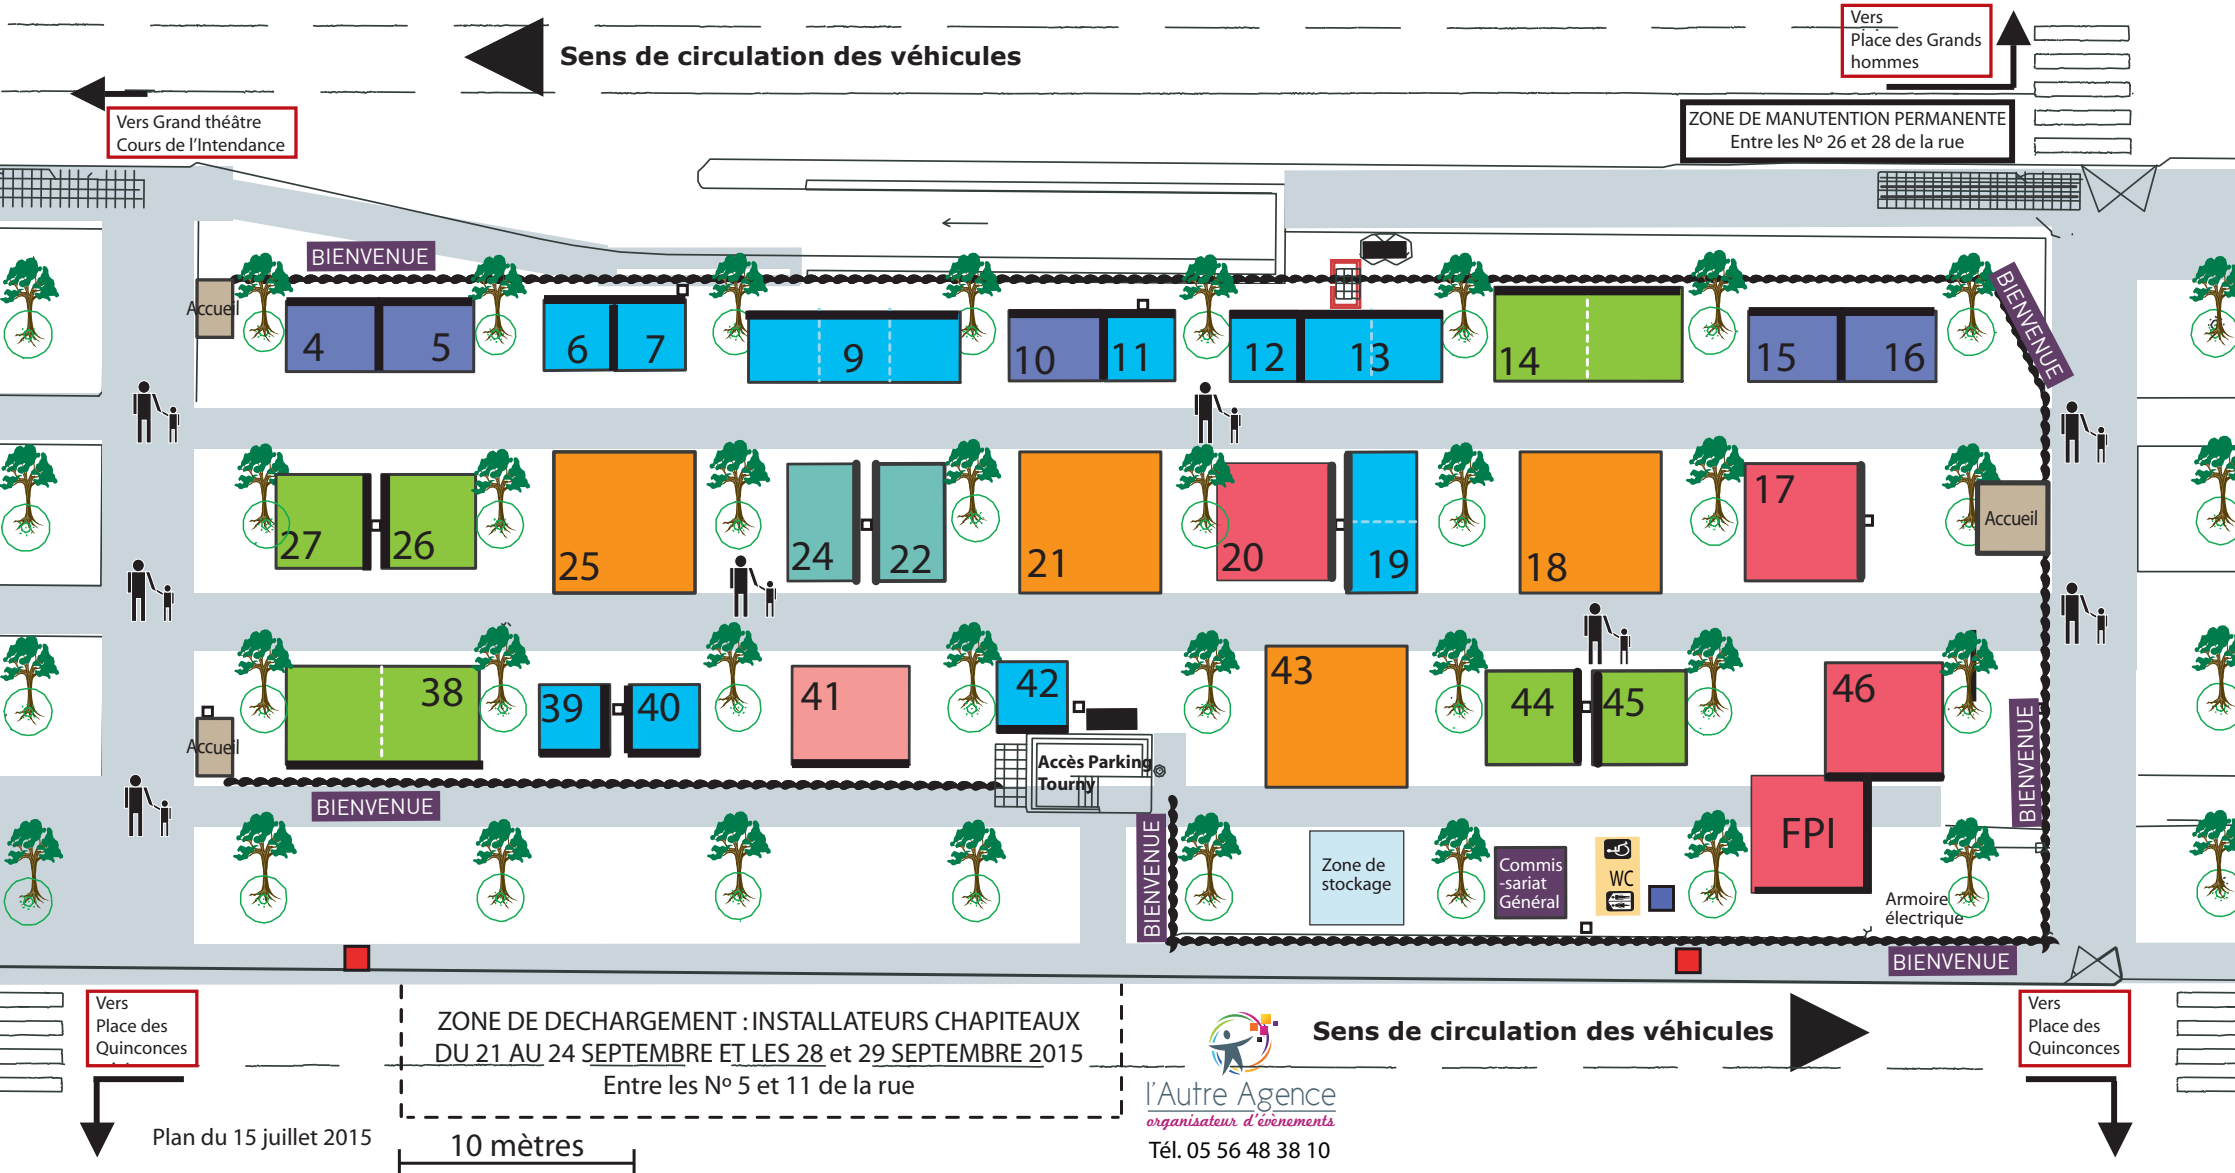 Sens de circulation des véhicules
Vers
Place des Grands
hommes
Vers Grand théâtre
Cours de l'Intendance
ZONE DE MANUTENTION PERMANENTE
Entre les Nº 26 et 28 de la rue
BIENVENUE
BIENVENUE
Accueil
4
5
6
7
9
10
11
12
13
14
15
16
27
26
25
24
22
21
20
19
18
17
Accueil
38
39
40
41
42
43
44
45
46
Accueil
Accès Parking
Tourny
BIENVENUE
BIENVENUE
BIENVENUE
FPI
Zone de
stockage
Commis
-sariat
Général
WC
Armoire
électrique
BIENVENUE
Vers
Place des
Quinconces
ZONE DE DECHARGEMENT : INSTALLATEURS CHAPITEAUX
DU 21 AU 24 SEPTEMBRE ET LES 28 et 29 SEPTEMBRE 2015
Entre les Nº 5 et 11 de la rue
Sens de circulation des véhicules
Vers
Place des
Quinconces
l'Autre Agence
organisateur d'évènements
Tél. 05 56 48 38 10
Plan du 15 juillet 2015
10 mètres